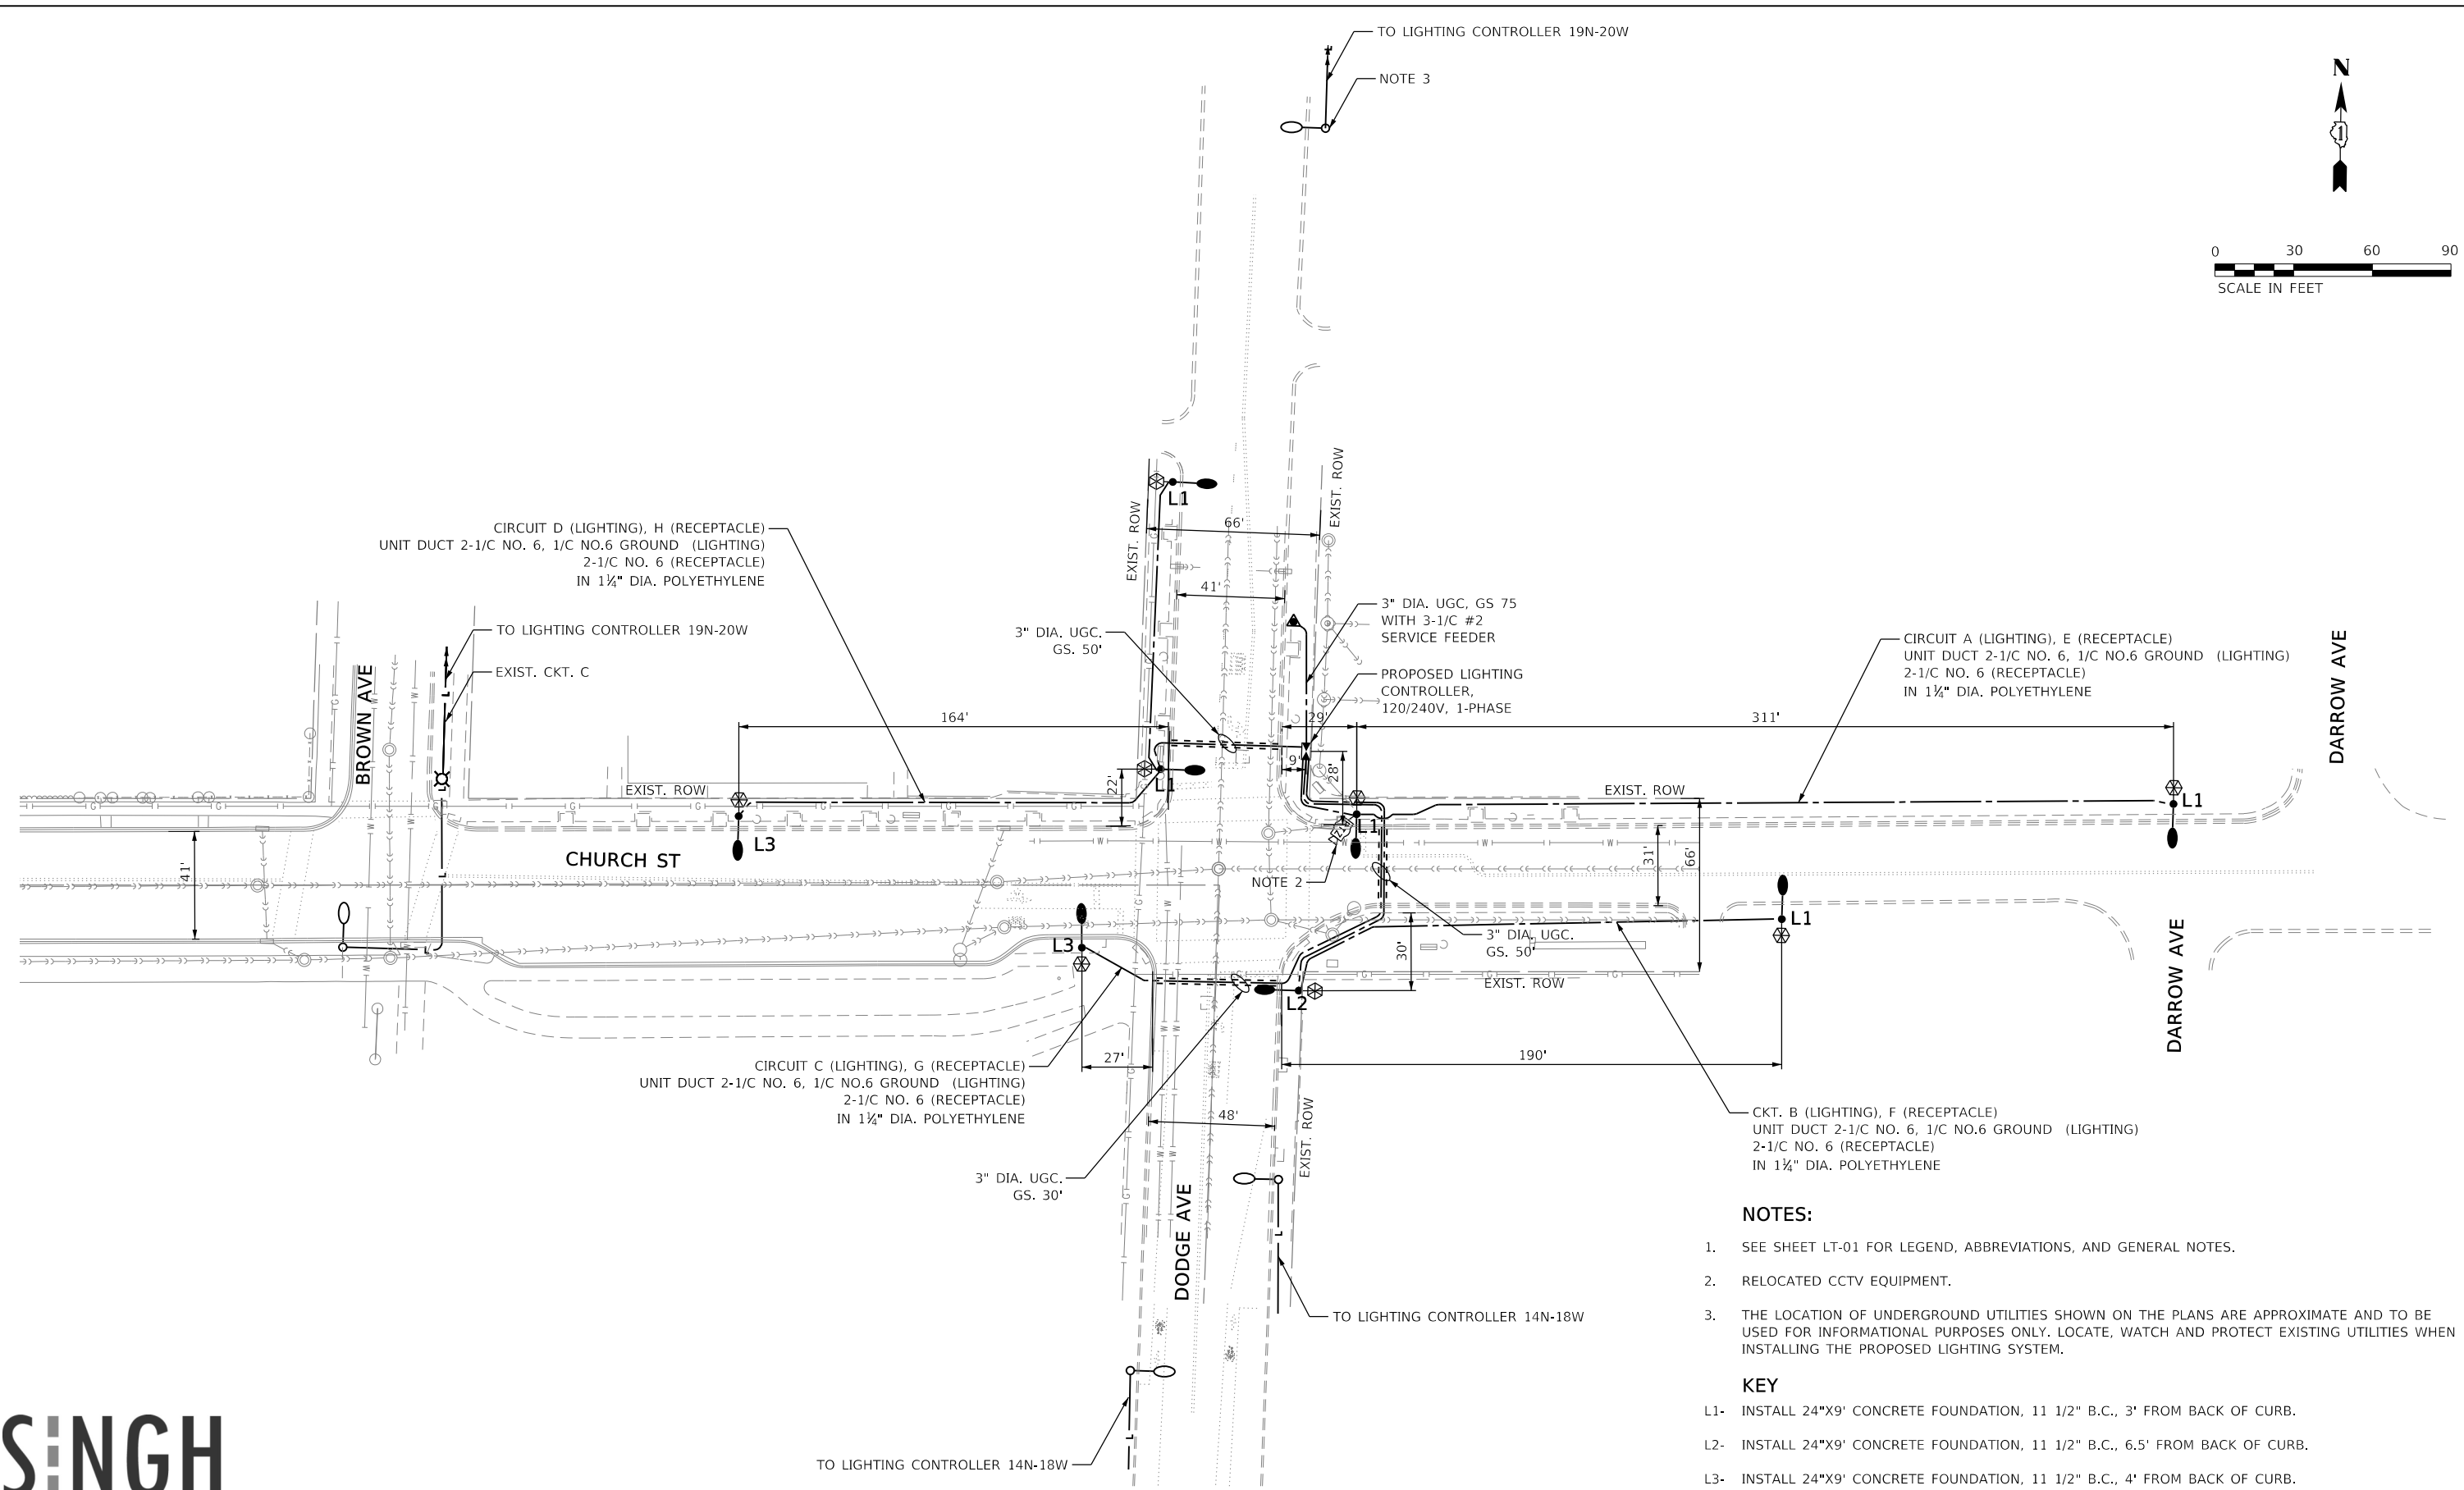 TO LIGHTING CONTROLLER 19N-20W
NOTE 3
N
1
0 30 60 90
SCALE IN FEET
EXIST. ROW
L1
EXIST. ROW
66'
41'
CIRCUIT D (LIGHTING), H (RECEPTACLE)
UNIT DUCT 2-1/C NO. 6, 1/C NO.6 GROUND (LIGHTING)
2-1/C NO. 6 (RECEPTACLE)
IN 1¼" DIA. POLYETHYLENE
TO LIGHTING CONTROLLER 19N-20W
EXIST. CKT. C
BROWN AVE
3" DIA. UGC.
GS. 50'
3" DIA. UGC, GS 75
WITH 3-1/C #2
SERVICE FEEDER
PROPOSED LIGHTING
CONTROLLER,
120/240V, 1-PHASE
CIRCUIT A (LIGHTING), E (RECEPTACLE)
UNIT DUCT 2-1/C NO. 6, 1/C NO.6 GROUND (LIGHTING)
2-1/C NO. 6 (RECEPTACLE)
IN 1¼" DIA. POLYETHYLENE
DARROW AVE
164'
29'
311'
9'
28'
22'
L1
EXIST. ROW
EXIST. ROW
L1
L1
L3
CHURCH ST
41'
31'
66'
NOTE 2
L3
L1
3" DIA. UGC.
GS. 50'
30'
EXIST. ROW
L2
DARROW AVE
27'
190'
CIRCUIT C (LIGHTING), G (RECEPTACLE)
UNIT DUCT 2-1/C NO. 6, 1/C NO.6 GROUND (LIGHTING)
2-1/C NO. 6 (RECEPTACLE)
IN 1¼" DIA. POLYETHYLENE
48'
EXIST. ROW
CKT. B (LIGHTING), F (RECEPTACLE)
UNIT DUCT 2-1/C NO. 6, 1/C NO.6 GROUND (LIGHTING)
2-1/C NO. 6 (RECEPTACLE)
IN 1¼" DIA. POLYETHYLENE
3" DIA. UGC.
GS. 30'
DODGE AVE
TO LIGHTING CONTROLLER 14N-18W
TO LIGHTING CONTROLLER 14N-18W
NOTES:
1. SEE SHEET LT-01 FOR LEGEND, ABBREVIATIONS, AND GENERAL NOTES.
2. RELOCATED CCTV EQUIPMENT.
3. THE LOCATION OF UNDERGROUND UTILITIES SHOWN ON THE PLANS ARE APPROXIMATE AND TO BE
USED FOR INFORMATIONAL PURPOSES ONLY. LOCATE, WATCH AND PROTECT EXISTING UTILITIES WHEN
INSTALLING THE PROPOSED LIGHTING SYSTEM.
KEY
L1- INSTALL 24"X9' CONCRETE FOUNDATION, 11 1/2" B.C., 3' FROM BACK OF CURB.
L2- INSTALL 24"X9' CONCRETE FOUNDATION, 11 1/2" B.C., 6.5' FROM BACK OF CURB.
L3- INSTALL 24"X9' CONCRETE FOUNDATION, 11 1/2" B.C., 4' FROM BACK OF CURB.
SINGH